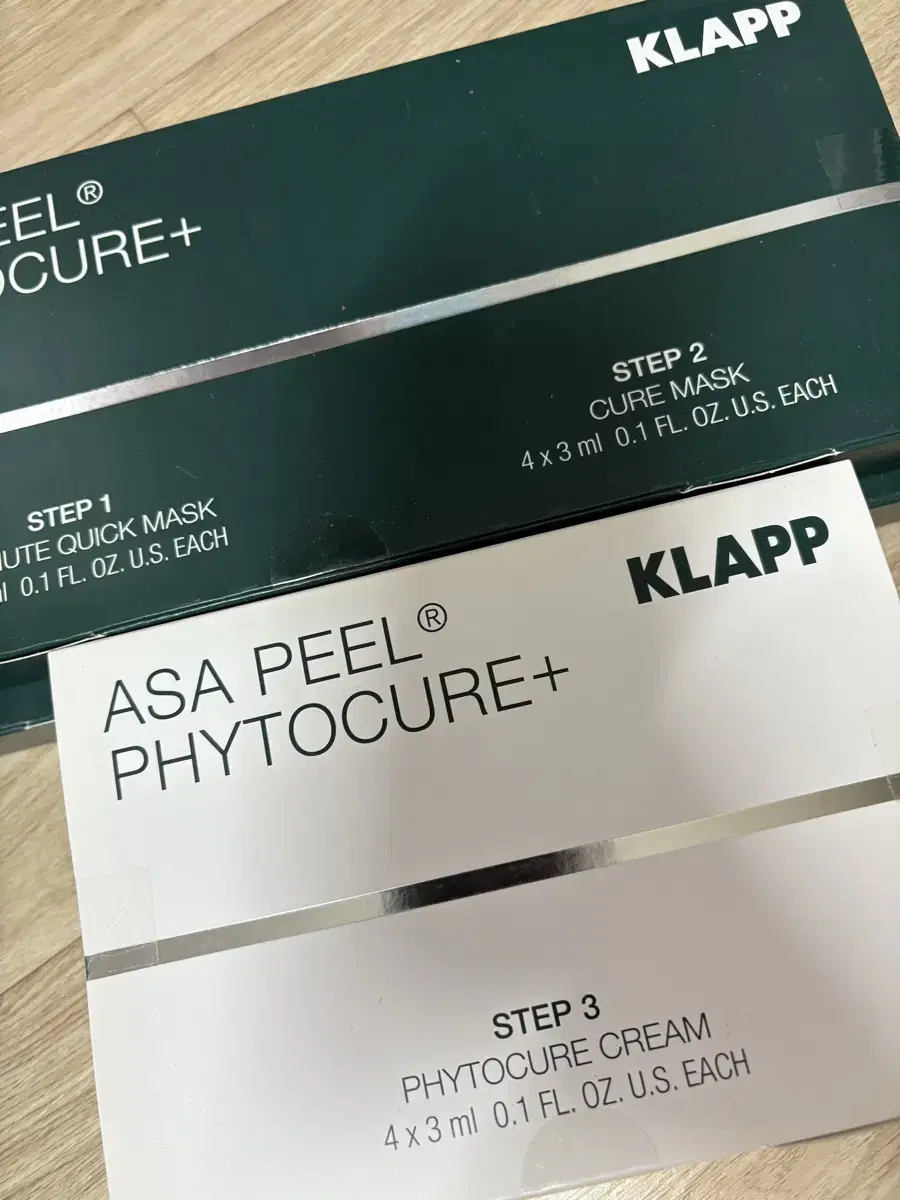 KLAPP
EEL®
OCURE+
STEP 2
CURE MASK
4 x 3 ml 0.1 FL. OZ. U.S. EACH
STEP 1
NUTE QUICK MASK
l 0.1 FL. OZ. U.S. EACH
KLAPP
ASA PEEL®
PHYTOCURE+
STEP 3
PHYTOCURE CREAM
4 x 3 ml 0.1 FL. OZ. U.S. EACH